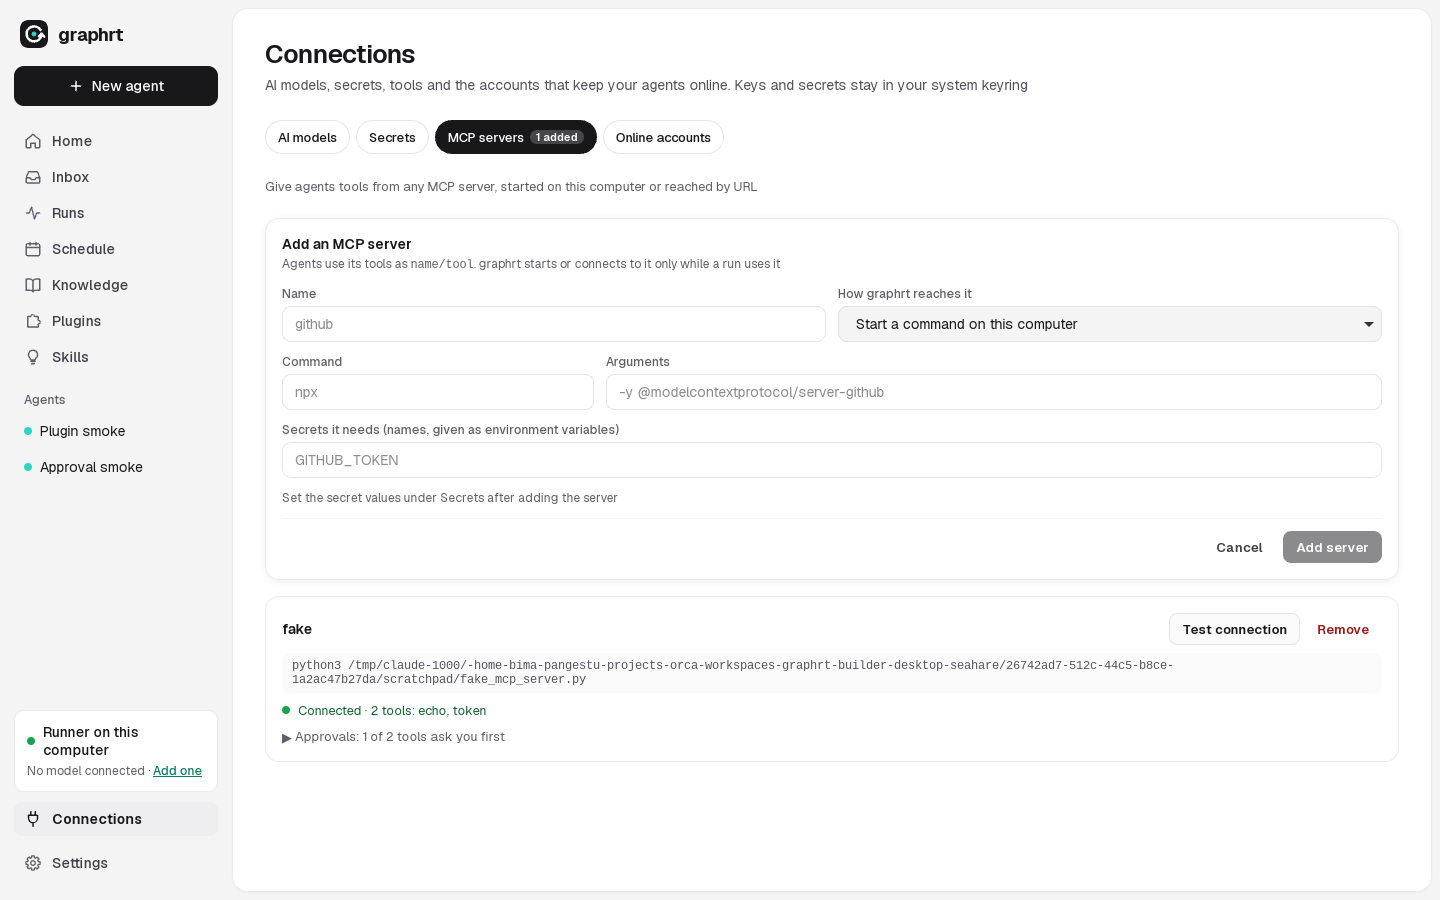 graphrt
New agent
Home
Inbox
Runs
Schedule
Knowledge
Plugins
Skills
Agents
Plugin smoke
Approval smoke
Runner on this
computer
No model connected · Add one
Connections
Settings
Connections
AI models, secrets, tools and the accounts that keep your agents online. Keys and secrets stay in your system keyring
AI models
Secrets
MCP servers 1 added
Online accounts
Give agents tools from any MCP server, started on this computer or reached by URL
Add an MCP server
Agents use its tools as name/tool. graphrt starts or connects to it only while a run uses it
Name
How graphrt reaches it
github
Start a command on this computer
Command
Arguments
npx
-y @modelcontextprotocol/server-github
Secrets it needs (names, given as environment variables)
GITHUB_TOKEN
Set the secret values under Secrets after adding the server
Cancel
Add server
fake
Test connection
Remove
python3 /tmp/claude-1000/-home-bima-pangestu-projects-orca-workspaces-graphrt-builder-desktop-seahare/26742ad7-512c-44c5-b8ce-
1a2ac47b27da/scratchpad/fake_mcp_server.py
Connected · 2 tools: echo, token
▶ Approvals: 1 of 2 tools ask you first